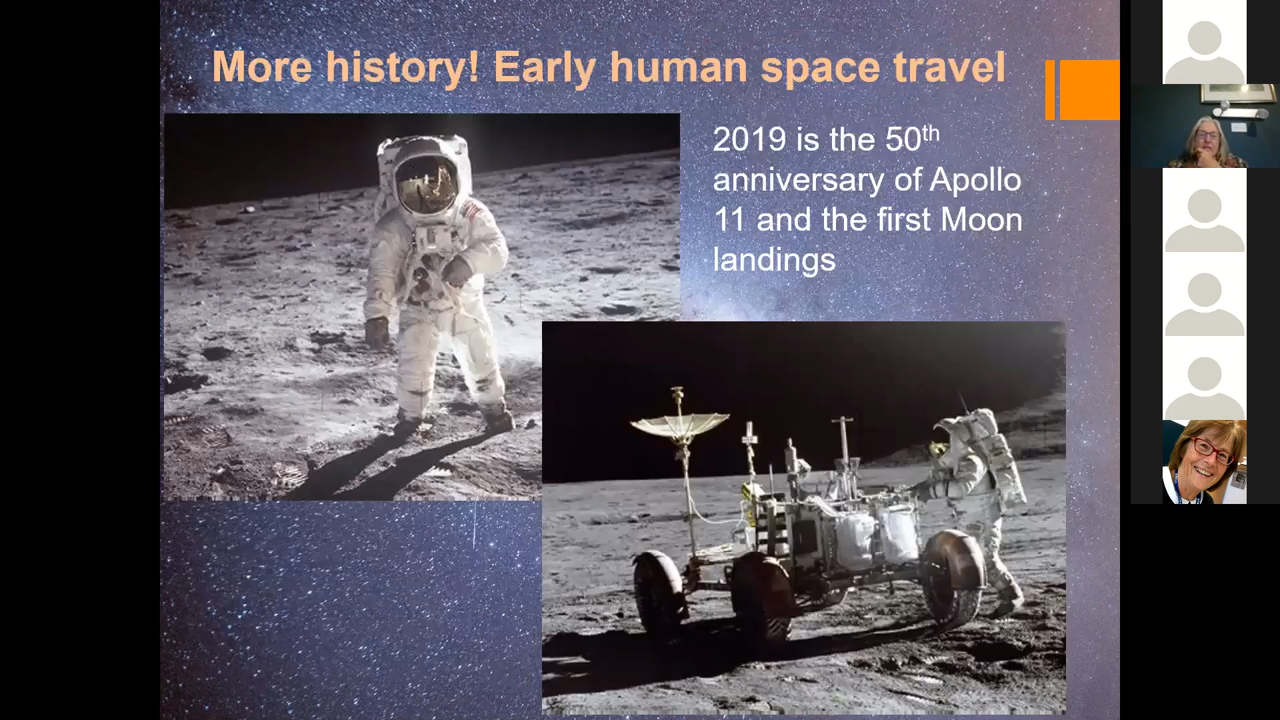 More history! Early human space travel
2019 is the 50th
anniversary of Apollo
11 and the first Moon
landings